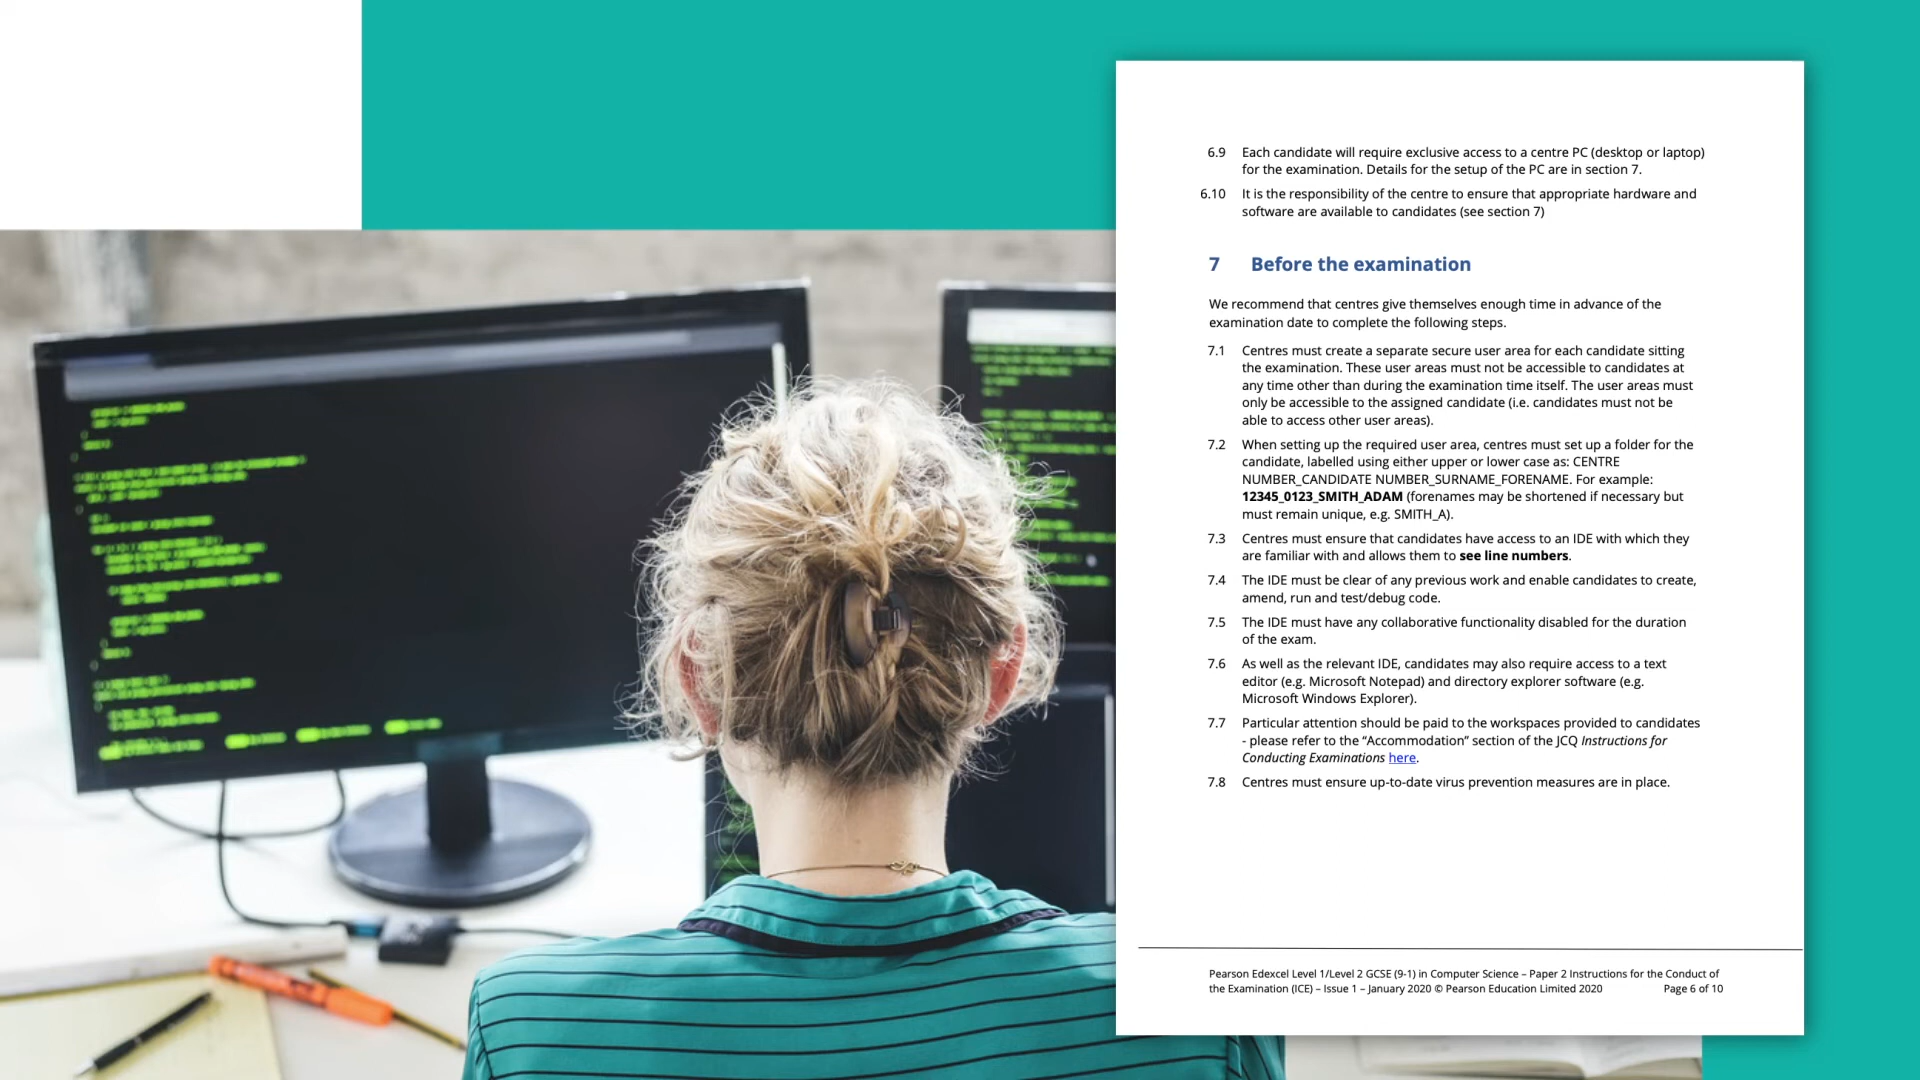 6.9 Each candidate will require exclusive access to a centre PC (desktop or laptop)
for the examination. Details for the setup of the PC are in section 7.
6.10 It is the responsibility of the centre to ensure that appropriate hardware and
software are available to candidates (see section 7)
7 Before the examination
We recommend that centres give themselves enough time in advance of the
examination date to complete the following steps.
7.1 Centres must create a separate secure user area for each candidate sitting
the examination. These user areas must not be accessible to candidates at
any time other than during the examination time itself. The user areas must
only be accessible to the assigned candidate (i.e. candidates must not be
able to access other user areas).
7.2 When setting up the required user area, centres must set up a folder for the
candidate, labelled using either upper or lower case as: CENTRE
NUMBER_CANDIDATE NUMBER_SURNAME_FORENAME. For example:
12345_0123_SMITH_ADAM (forenames may be shortened if necessary but
must remain unique, e.g. SMITH_A).
7.3 Centres must ensure that candidates have access to an IDE with which they
are familiar with and allows them to see line numbers.
7.4 The IDE must be clear of any previous work and enable candidates to create,
amend, run and test/debug code.
7.5 The IDE must have any collaborative functionality disabled for the duration
of the exam.
7.6 As well as the relevant IDE, candidates may also require access to a text
editor (e.g. Microsoft Notepad) and directory explorer software (e.g.
Microsoft Windows Explorer).
7.7 Particular attention should be paid to the workspaces provided to candidates
- please refer to the “Accommodation” section of the JCQ Instructions for
Conducting Examinations here.
7.8 Centres must ensure up-to-date virus prevention measures are in place.
Pearson Edexcel Level 1/Level 2 GCSE (9-1) in Computer Science – Paper 2 Instructions for the Conduct of
the Examination (ICE) – Issue 1 – January 2020 © Pearson Education Limited 2020 Page 6 of 10